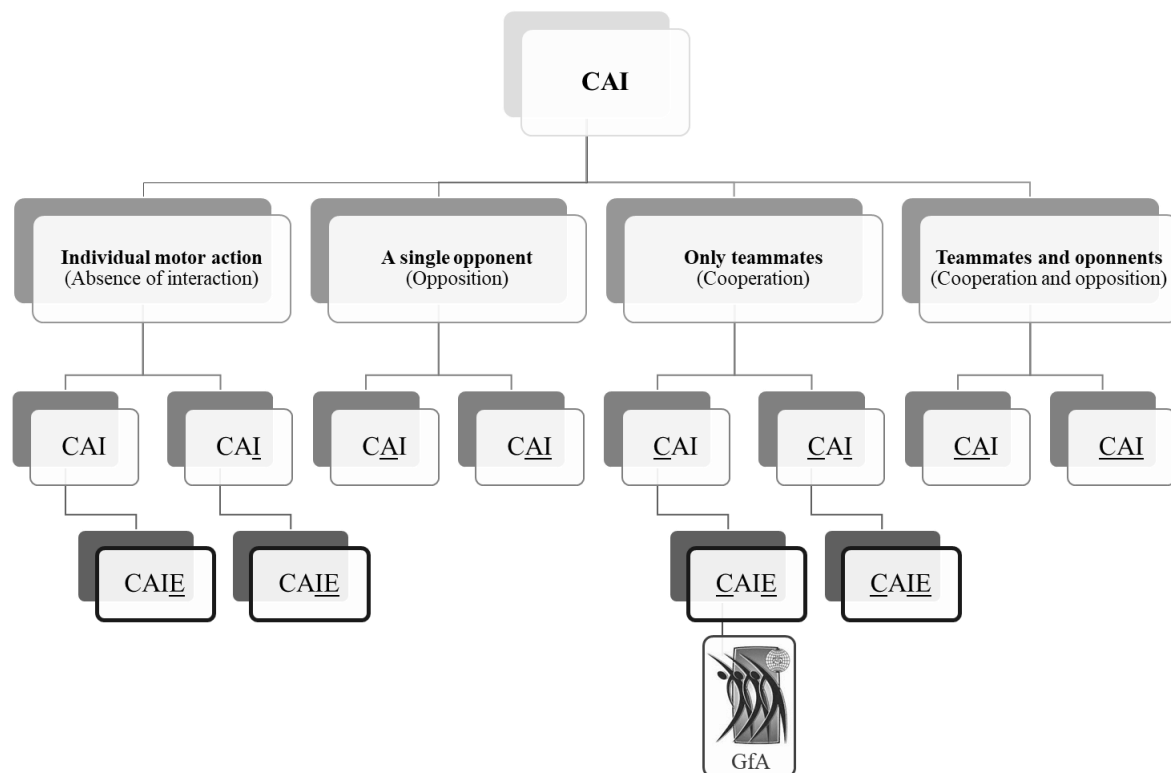 CAI
Individual motor action
(Absence of interaction)
A single opponent
(Opposition)
Only teammates
(Cooperation)
Teammates and oponnents
(Cooperation and opposition)
CAI
CAI
CAI
CAI
CAI
CAI
CAI
CAI
CAIE
CAIE
CAIE
CAIE
GfA